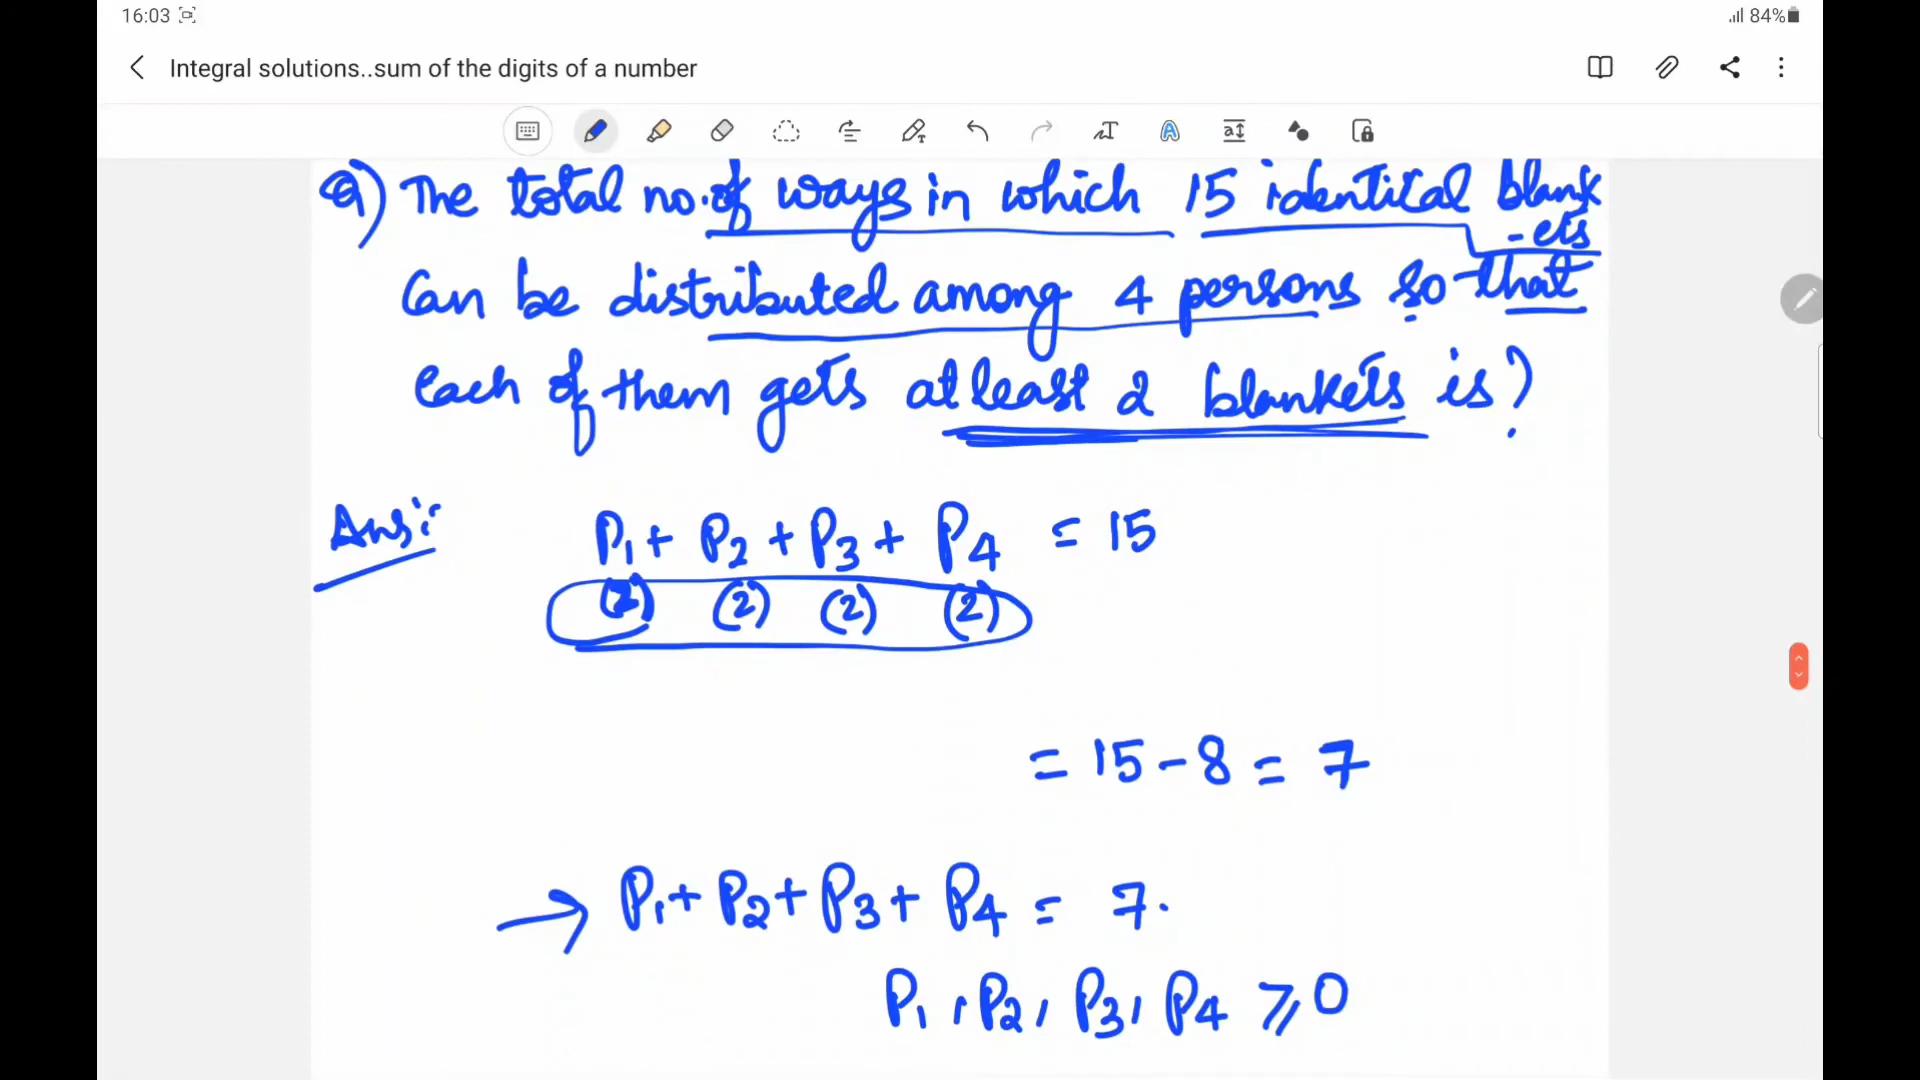 16:03 84%
Integral solutions..sum of the digits of a number
Q) The total no.of ways in which 15 identical blank
-ets
Can be distributed among 4 persons so that
each of them gets atleast 2 blankets is?
Ans:
P1 + P2 + P3 + P4 = 15
(2) (2) (2) (2)
= 15 - 8 = 7
→ P1 + P2 + P3 + P4 = 7.
P1, P2, P3, P4 ≥ 0